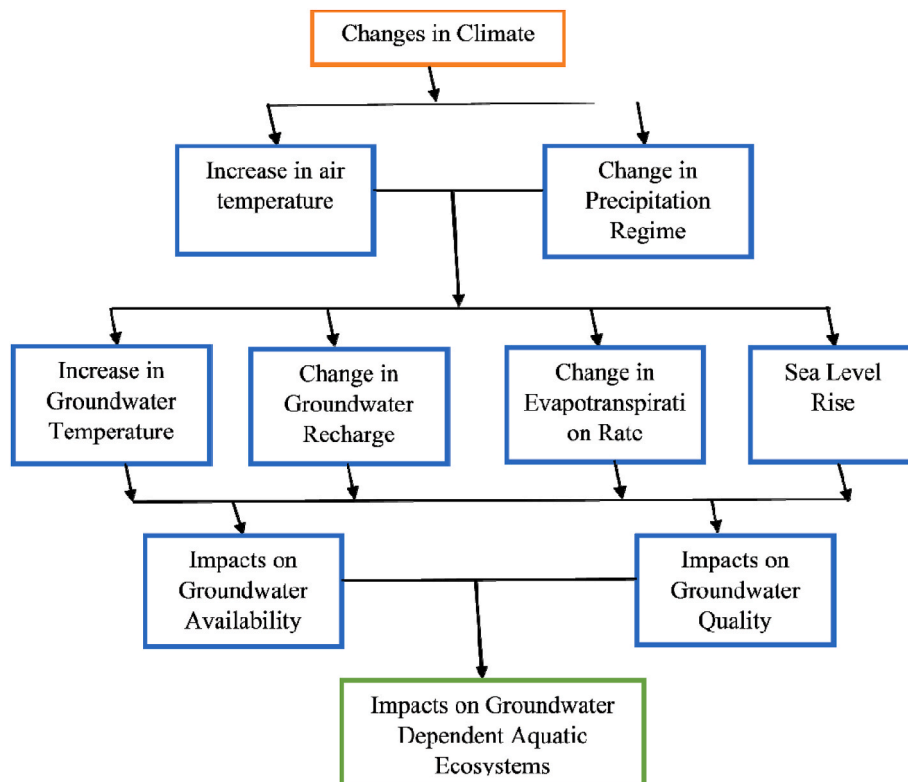 Changes in Climate
Increase in air
temperature
Change in
Precipitation
Regime
Increase in
Groundwater
Temperature
Change in
Groundwater
Recharge
Change in
Evapotranspirati
on Rate
Sea Level
Rise
Impacts on
Groundwater
Availability
Impacts on
Groundwater
Quality
Impacts on Groundwater
Dependent Aquatic
Ecosystems